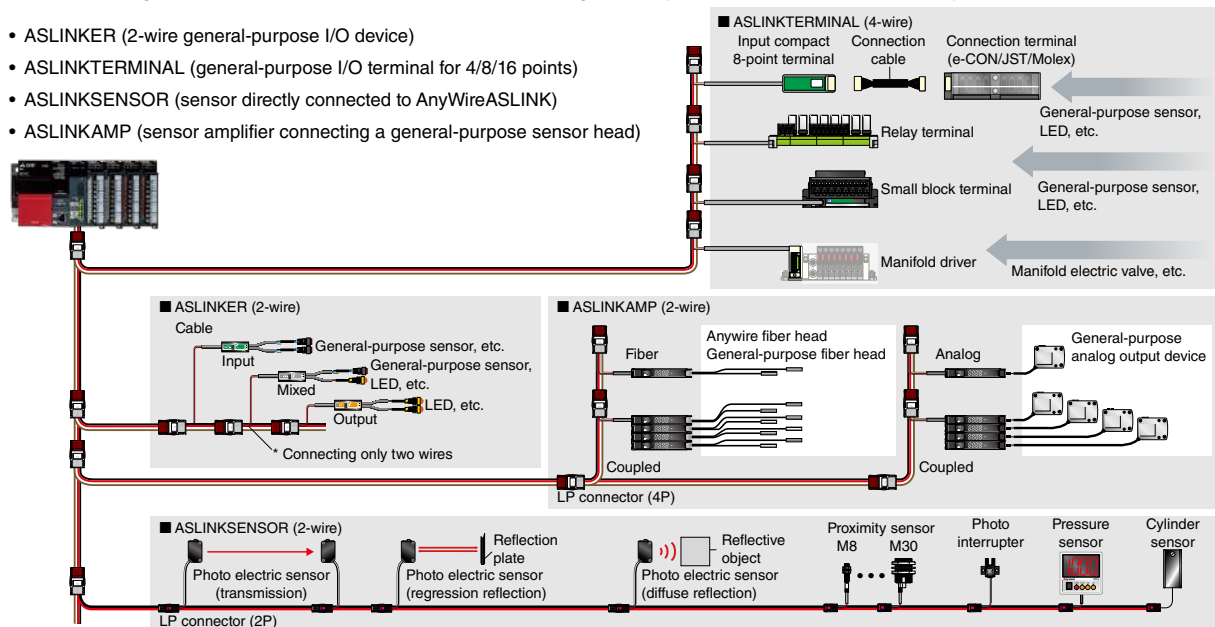 • ASLINKER (2-wire general-purpose I/O device)
• ASLINKTERMINAL (general-purpose I/O terminal for 4/8/16 points)
• ASLINKSENSOR (sensor directly connected to AnyWireASLINK)
• ASLINKAMP (sensor amplifier connecting a general-purpose sensor head)
■ ASLINKTERMINAL (4-wire)
Input compact
8-point terminal
Connection
cable
Connection terminal
(e-CON/JST/Molex)
General-purpose sensor,
LED, etc.
Relay terminal
Small block terminal
General-purpose sensor,
LED, etc.
Manifold driver
Manifold electric valve, etc.
■ ASLINKER (2-wire)
Cable
Input
General-purpose sensor, etc.
Mixed
General-purpose sensor,
LED, etc.
Output
LED, etc.
* Connecting only two wires
■ ASLINKAMP (2-wire)
Fiber
Anywire fiber head
General-purpose fiber head
Coupled
Analog
General-purpose
analog output device
Coupled
LP connector (4P)
■ ASLINKSENSOR (2-wire)
Photo electric sensor
(transmission)
Reflection
plate
Photo electric sensor
(regression reflection)
Reflective
object
Photo electric sensor
(diffuse reflection)
Proximity sensor
M8
M30
Photo
interrupter
Pressure
sensor
Cylinder
sensor
LP connector (2P)